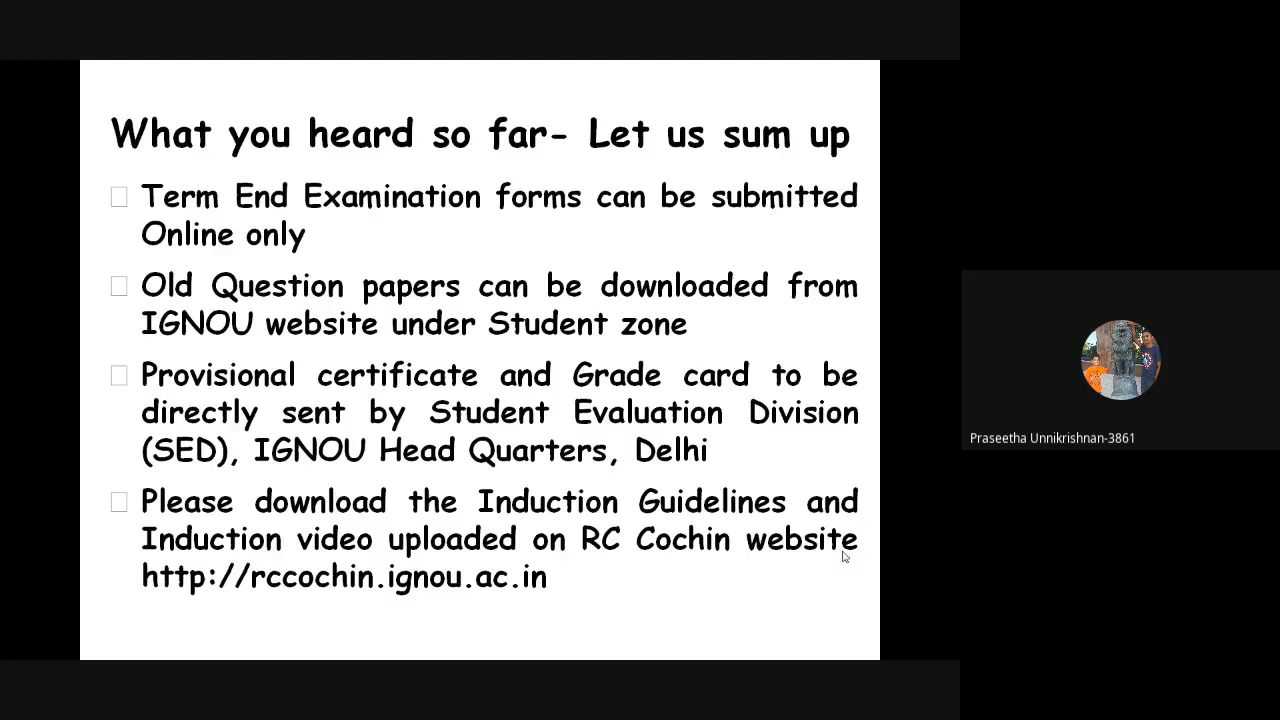 What you heard so far- Let us sum up
Term End Examination forms can be submitted
Online only
Old Question papers can be downloaded from
IGNOU website under Student zone
Provisional certificate and Grade card to be
directly sent by Student Evaluation Division
(SED), IGNOU Head Quarters, Delhi
Please download the Induction Guidelines and
Induction video uploaded on RC Cochin website
http://rccochin.ignou.ac.in
Praseetha Unnikrishnan-3861